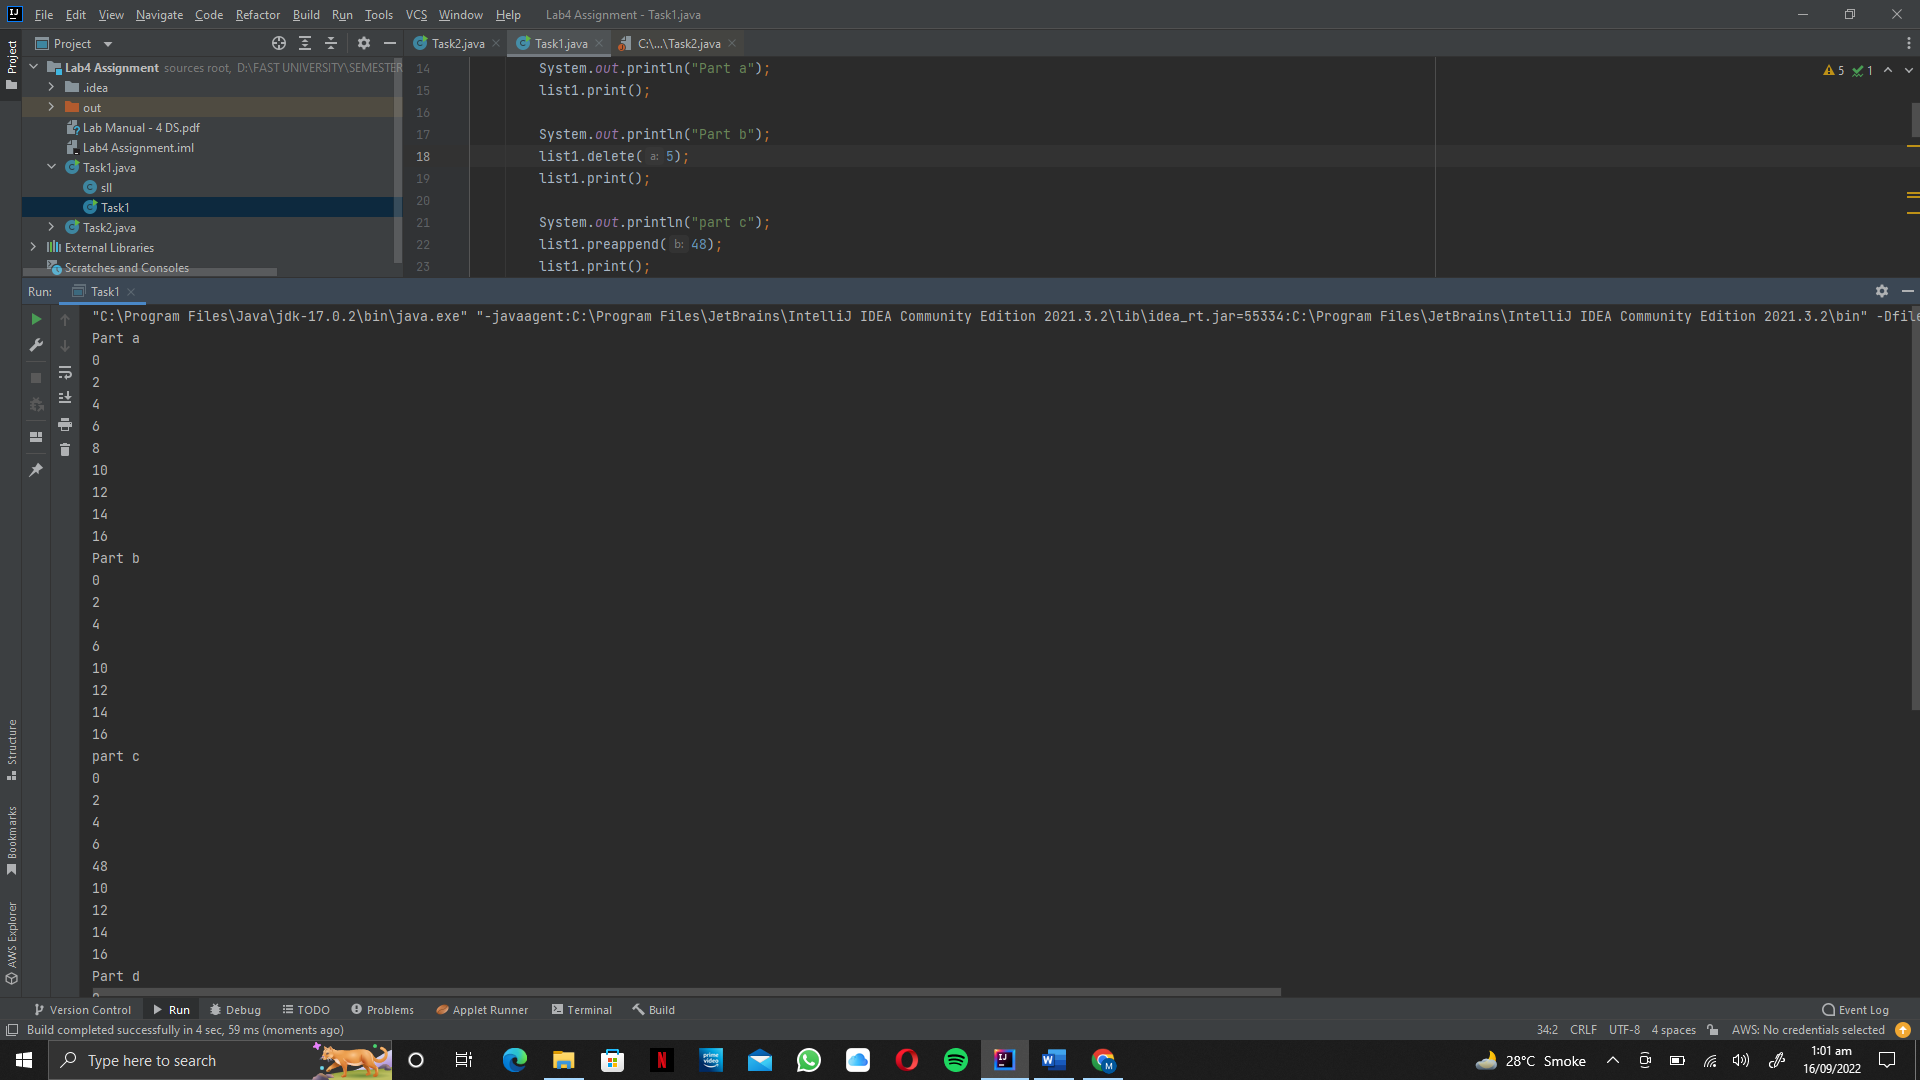 File Edit View Navigate Code Refactor Build Run Tools VCS Window Help Lab4 Assignment - Task1.java
Project
Project
Task2.java
Task1.java
C:\...\Task2.java
Lab4 Assignment sources root, D:\FAST UNIVERSITY\SEMESTER
.idea
out
Lab Manual - 4 DS.pdf
Lab4 Assignment.iml
Task1.java
sll
Task1
Task2.java
External Libraries
Scratches and Consoles
14 System.out.println("Part a");
15 list1.print();
16
17 System.out.println("Part b");
18 list1.delete( a: 5);
19 list1.print();
20
21 System.out.println("part c");
22 list1.preappend( b: 48);
23 list1.print();
5 1
Run: Task1
"C:\Program Files\Java\jdk-17.0.2\bin\java.exe" "-javaagent:C:\Program Files\JetBrains\IntelliJ IDEA Community Edition 2021.3.2\lib\idea_rt.jar=55334:C:\Program Files\JetBrains\IntelliJ IDEA Community Edition 2021.3.2\bin" -Dfile
Part a
0
2
4
6
8
10
12
14
16
Part b
0
2
4
6
10
12
14
16
part c
0
2
4
6
48
10
12
14
16
Part d
Structure
Bookmarks
AWS Explorer
Version Control Run Debug TODO Problems Applet Runner Terminal Build Event Log
Build completed successfully in 4 sec, 59 ms (moments ago) 34:2 CRLF UTF-8 4 spaces AWS: No credentials selected
Type here to search
prime video
28°C Smoke
1:01 am
16/09/2022